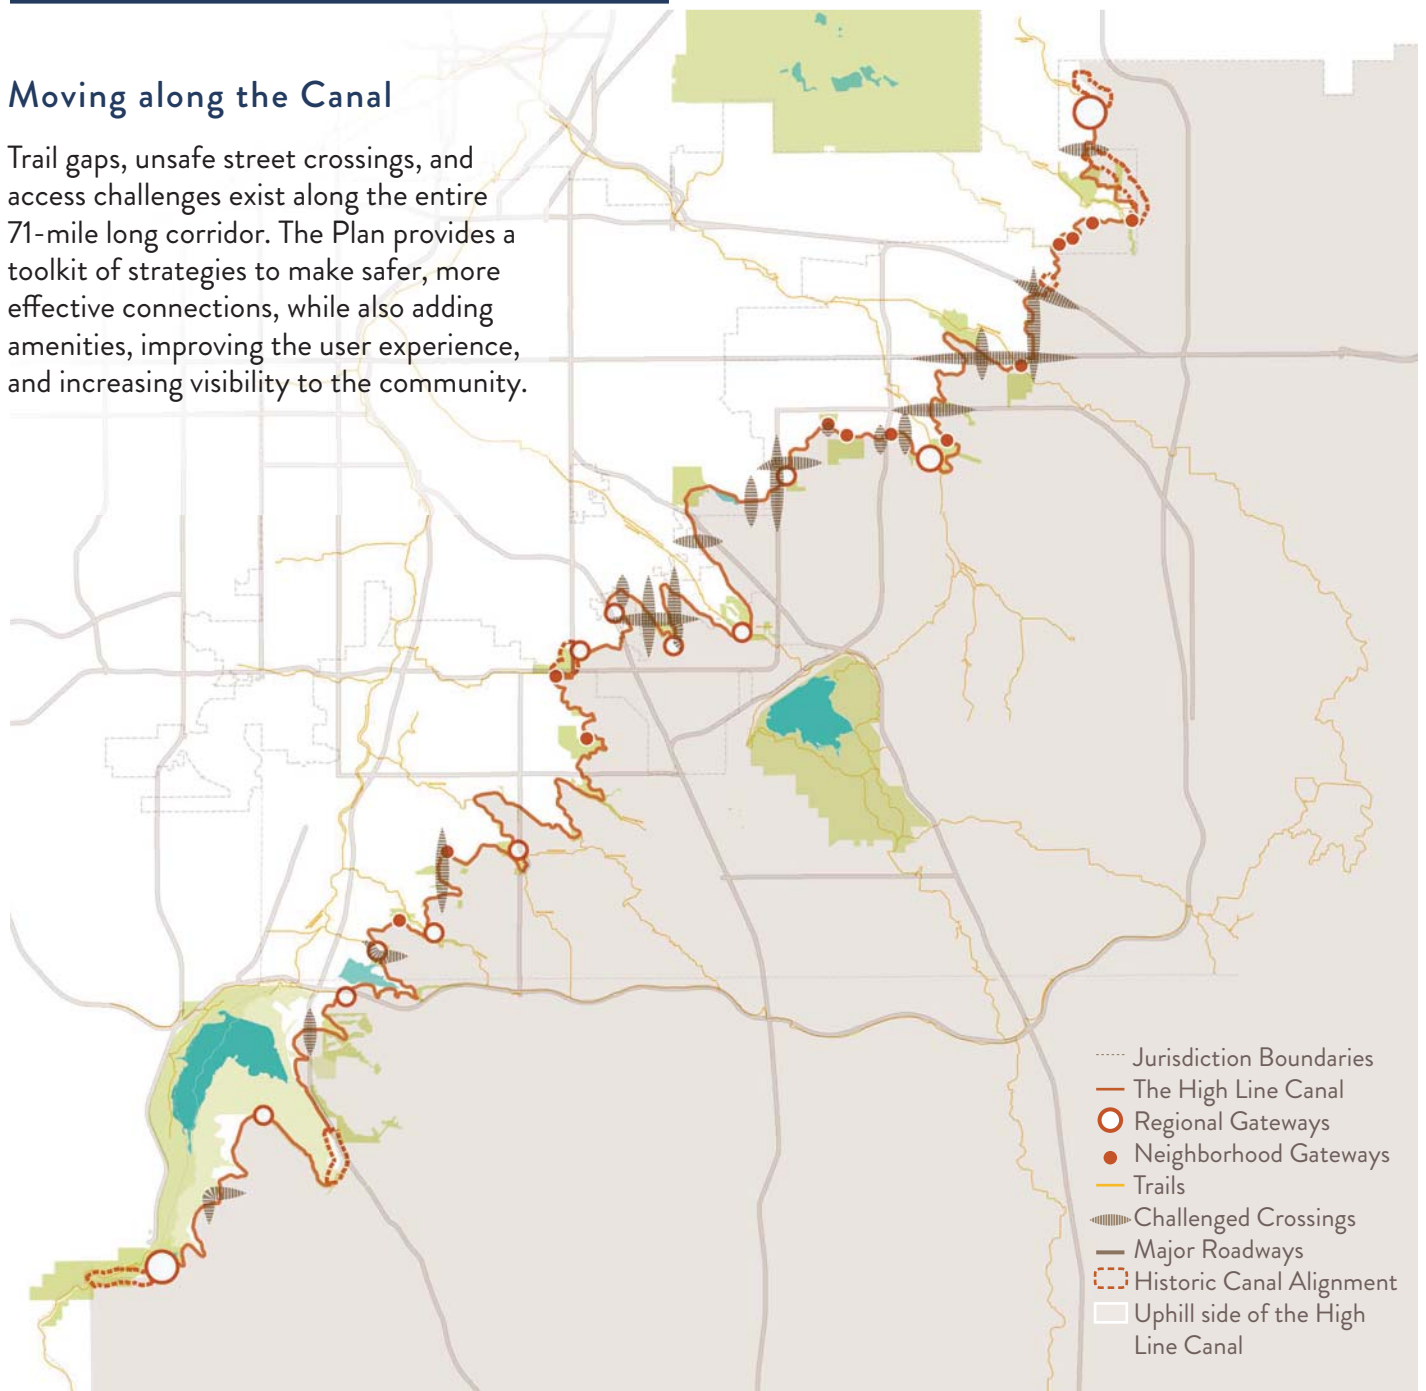 Moving along the Canal
Trail gaps, unsafe street crossings, and
access challenges exist along the entire
71-mile long corridor. The Plan provides a
toolkit of strategies to make safer, more
effective connections, while also adding
amenities, improving the user experience,
and increasing visibility to the community.
Jurisdiction Boundaries
The High Line Canal
Regional Gateways
Neighborhood Gateways
Trails
Challenged Crossings
Major Roadways
Historic Canal Alignment
Uphill side of the High
Line Canal